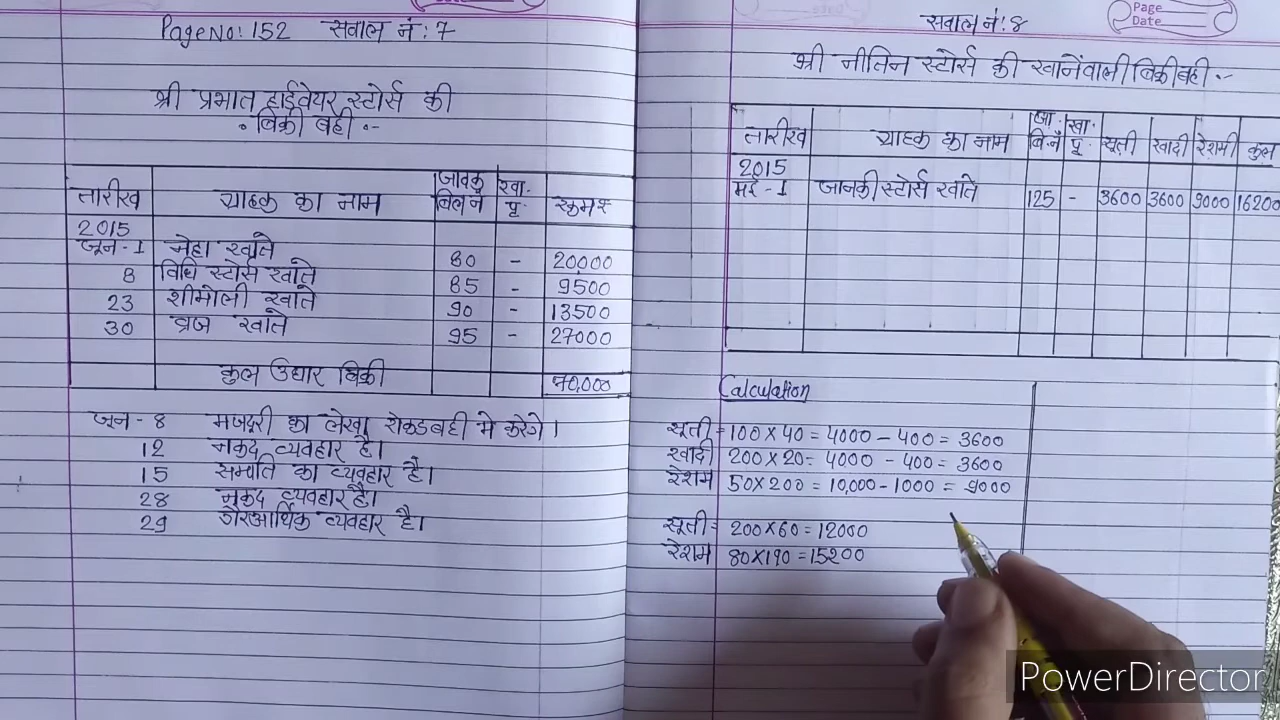 Page No: 152 सवाल नं : 7
श्री प्रभात हार्डवेयर स्टोर्स की
बिक्री बही
तारीख ग्राहक का नाम जावक बिल नं खा. पृ. रकम ₹
2015
जून - 1 नेहा खाते 80 - 20000
8 विधि स्टोर्स खाते 85 - 9500
23 शीमोली खाते 90 - 13500
30 व्रज खाते 95 - 27000
कुल उधार बिक्री 70,000
जून - 8 मजदूरी का लेखा रोकडबही मे करेगे।
12 नकद व्यवहार है।
15 सम्पति का व्यवहार है।
28 नकद व्यवहार है।
29 गेरआर्थिक व्यवहार है।
Page
Date
सवाल नं : 8
श्री नीतिन स्टोर्स की खानेंवाली बिक्री बही :-
तारीख ग्राहक का नाम जा. बि.नं खा. पृ. सूती खादी रेशमी कुल
2015
मई - 1 जानकी स्टोर्स खाते 125 - 3600 3600 9000 16200
Calculation
सूती = 100 X 40 = 4000 - 400 = 3600
खादी 200 X 20 = 4000 - 400 = 3600
रेशम 50 X 200 = 10,000 - 1000 = 9000
सूती = 200 X 60 = 12000
रेशम 80 X 190 = 15200
PowerDirector